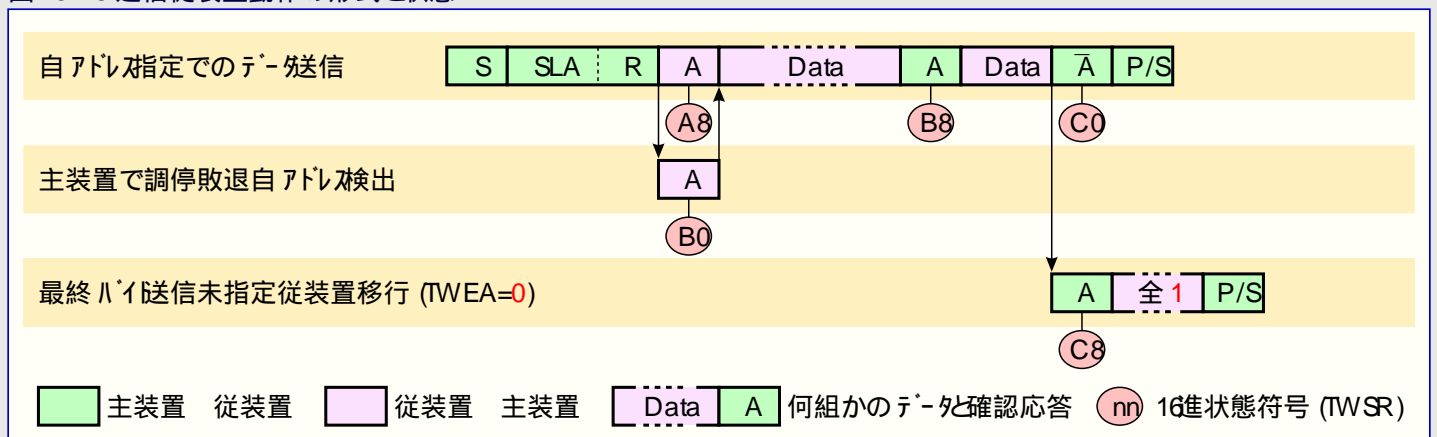 自アドレス指定でのデータ送信 S SLA R A Data A Data A̅ P/S
A8 B8 C0
主装置で調停敗退自アドレス検出 A
B0
最終バイト送信未指定従装置移行 (TWEA=0) A 全1 P/S
C8
主装置 従装置 従装置 主装置 Data A 何組かのデータと確認応答 nn 16進状態符号 (TWSR)